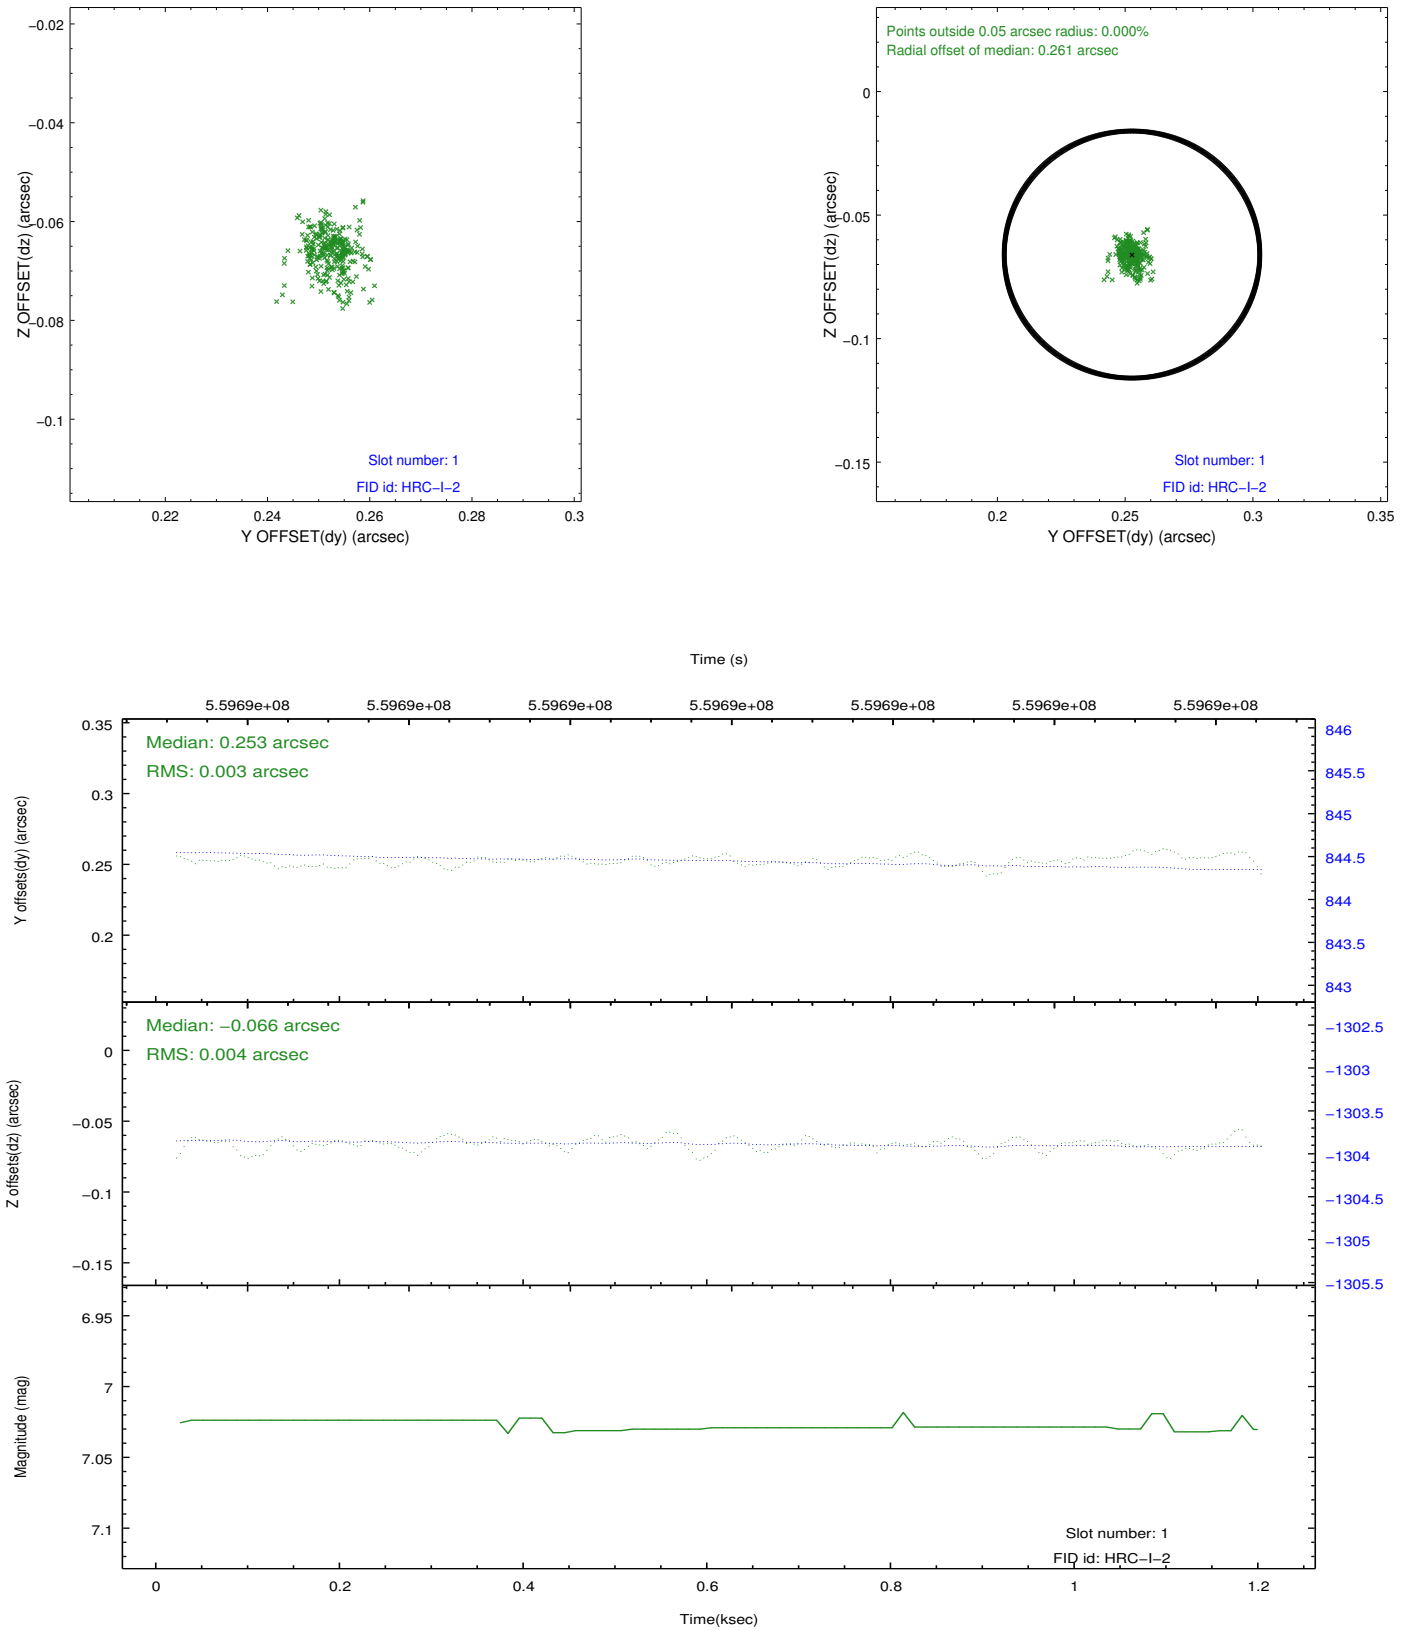 −0.02
−0.04
−0.06
−0.08
−0.1
Z OFFSET(dz) (arcsec)
Slot number: 1
FID id: HRC−I−2
0.22 0.24 0.26 0.28 0.3
Y OFFSET(dy) (arcsec)
Points outside 0.05 arcsec radius: 0.000%
Radial offset of median: 0.261 arcsec
0
−0.05
−0.1
−0.15
Z OFFSET(dz) (arcsec)
Slot number: 1
FID id: HRC−I−2
0.2 0.25 0.3 0.35
Y OFFSET(dy) (arcsec)
Time (s)
5.5969e+08 5.5969e+08 5.5969e+08 5.5969e+08 5.5969e+08 5.5969e+08 5.5969e+08
Median: 0.253 arcsec
RMS: 0.003 arcsec
0.35
0.3
0.25
0.2
Y offsets(dy) (arcsec)
846
845.5
845
844.5
844
843.5
843
Median: −0.066 arcsec
RMS: 0.004 arcsec
0
−0.05
−0.1
−0.15
Z offsets(dz) (arcsec)
−1302.5
−1303
−1303.5
−1304
−1304.5
−1305
−1305.5
6.95
7
7.05
7.1
Magnitude (mag)
Slot number: 1
FID id: HRC−I−2
0 0.2 0.4 0.6 0.8 1 1.2
Time(ksec)